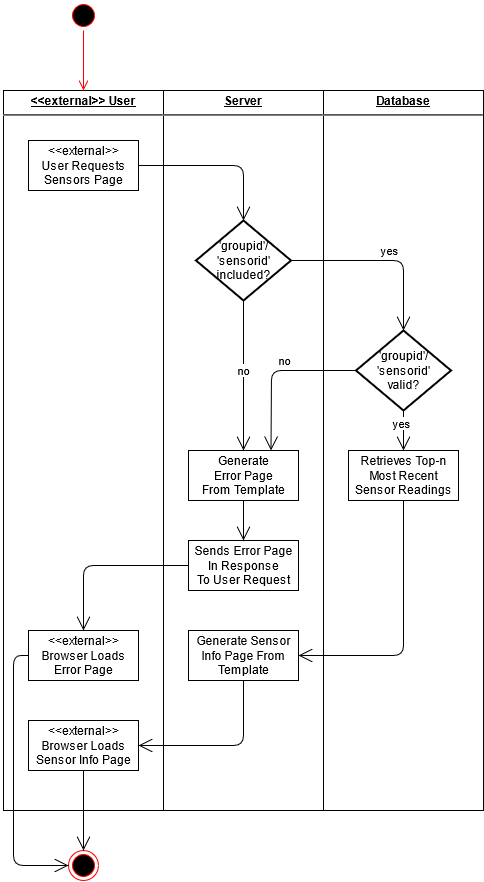 <<external>> User
Server
Database
<<external>>
User Requests
Sensors Page
'groupid'/
'sensorid'
included?
yes
'groupid'/
'sensorid'
valid?
no
no
yes
Generate
Error Page
From Template
Retrieves Top-n
Most Recent
Sensor Readings
Sends Error Page
In Response
To User Request
<<external>>
Browser Loads
Error Page
Generate Sensor
Info Page From
Template
<<external>>
Browser Loads
Sensor Info Page